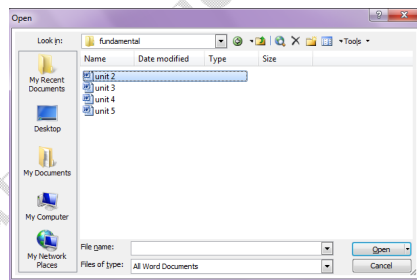 Open
Look in: fundamental Tools
Name Date modified Type Size
unit 2
unit 3
unit 4
unit 5
My Recent
Documents
Desktop
My Documents
My Computer
My Network
Places
File name:
Files of type: All Word Documents
Open
Cancel